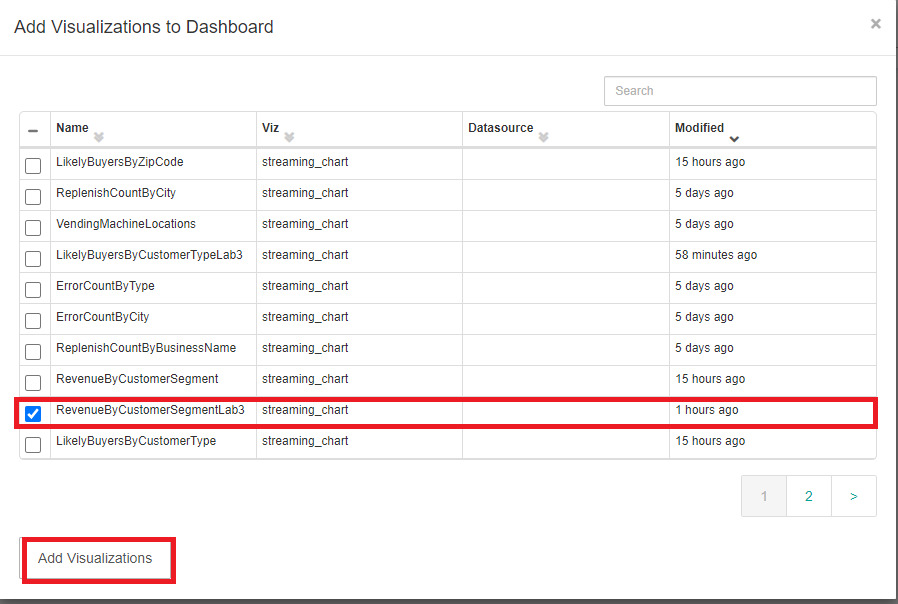 Add Visualizations to Dashboard ×
Search
− Name Viz Datasource Modified
LikelyBuyersByZipCode streaming_chart 15 hours ago
ReplenishCountByCity streaming_chart 5 days ago
VendingMachineLocations streaming_chart 5 days ago
LikelyBuyersByCustomerTypeLab3 streaming_chart 58 minutes ago
ErrorCountByType streaming_chart 5 days ago
ErrorCountByCity streaming_chart 5 days ago
ReplenishCountByBusinessName streaming_chart 5 days ago
RevenueByCustomerSegment streaming_chart 15 hours ago
RevenueByCustomerSegmentLab3 streaming_chart 1 hours ago
LikelyBuyersByCustomerType streaming_chart 15 hours ago
1 2 >
Add Visualizations